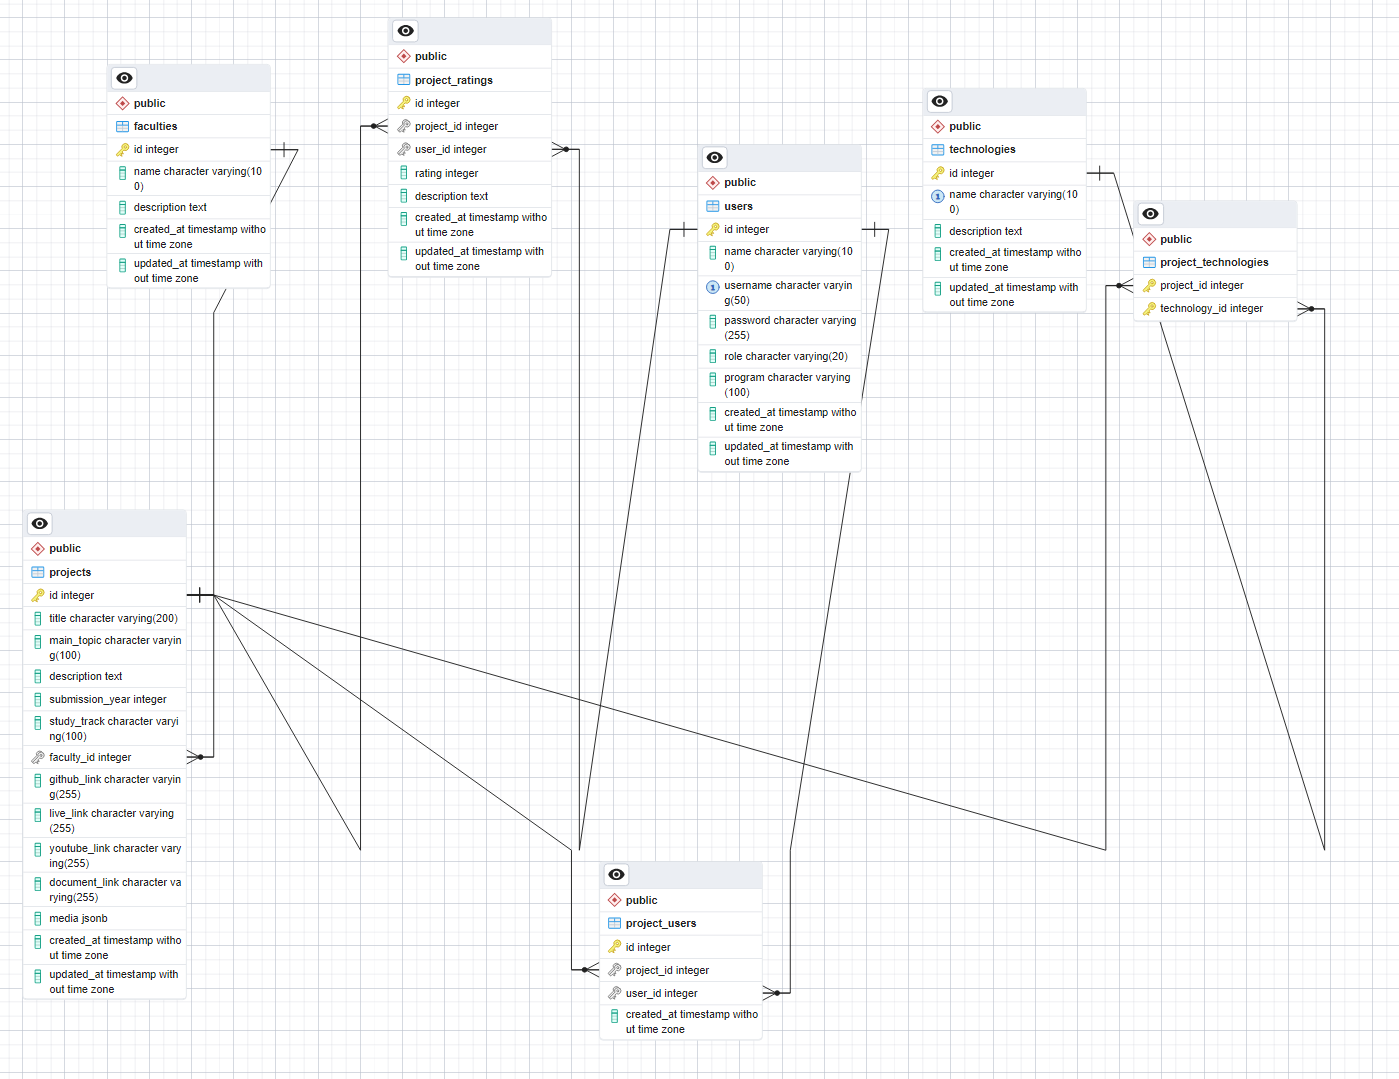 public
faculties
id integer
name character varying(10
0)
description text
created_at timestamp witho
ut time zone
updated_at timestamp with
out time zone
public
project_ratings
id integer
project_id integer
user_id integer
rating integer
description text
created_at timestamp witho
ut time zone
updated_at timestamp with
out time zone
public
users
id integer
name character varying(10
0)
1
username character varyin
g(50)
password character varying
(255)
role character varying(20)
program character varying
(100)
created_at timestamp witho
ut time zone
updated_at timestamp with
out time zone
public
technologies
id integer
1
name character varying(10
0)
description text
created_at timestamp witho
ut time zone
updated_at timestamp with
out time zone
public
project_technologies
project_id integer
technology_id integer
public
projects
id integer
title character varying(200)
main_topic character varyin
g(100)
description text
submission_year integer
study_track character varyi
ng(100)
faculty_id integer
github_link character varyin
g(255)
live_link character varying
(255)
youtube_link character vary
ing(255)
document_link character va
rying(255)
media jsonb
created_at timestamp witho
ut time zone
updated_at timestamp with
out time zone
public
project_users
id integer
project_id integer
user_id integer
created_at timestamp witho
ut time zone